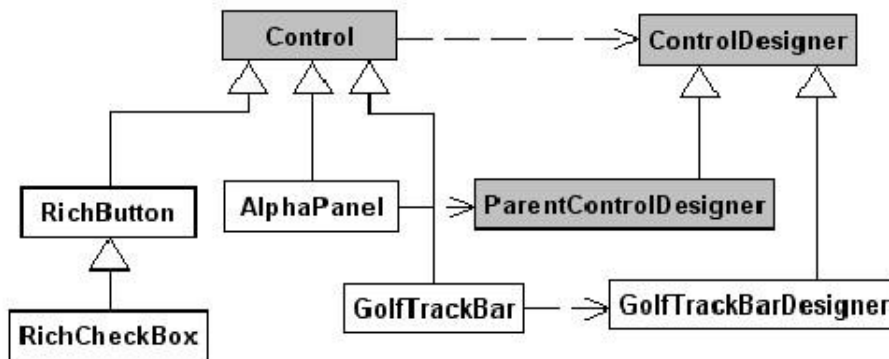 Control
ControlDesigner
RichButton
AlphaPanel
ParentControlDesigner
RichCheckBox
GolfTrackBar
GolfTrackBarDesigner